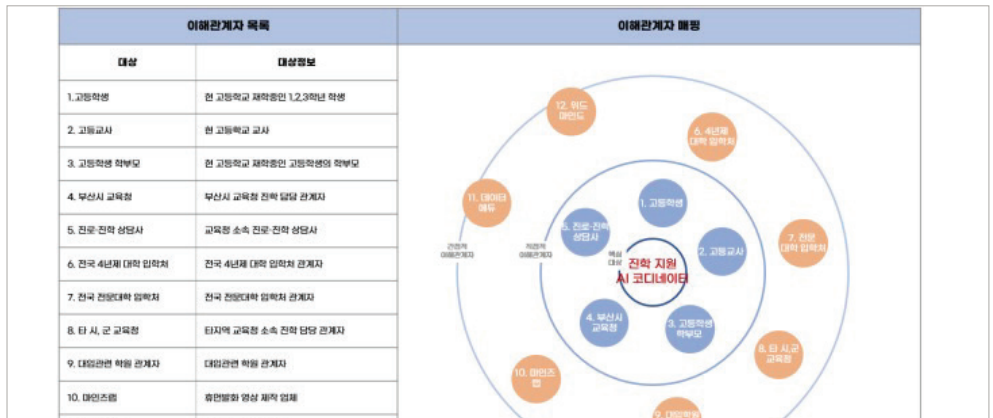 이해관계자 목록
이해관계자 매핑
대상
대상정보
1.고등학생
현 고등학교 재학중인 1,2,3학년 학생
2. 고등교사
현 고등학교 교사
3. 고등학생 학부모
현 고등학교 재학중인 고등학생의 학부모
4. 부산시 교육청
부산시 교육청 진학 담당 관계자
5. 진로·진학 상담사
교육청 소속 진로·진학 상담사
6. 전국 4년제 대학 입학처
전국 4년제 대학 입학처 관계자
7. 전국 전문대학 입학처
전국 전문대학 입학처 관계자
8. 타 시, 군 교육청
타지역 교육청 소속 진학 담당 관계자
9. 대입관련 학원 관계자
대입관련 학원 관계자
10. 마인즈랩
휴먼발화 영상 제작 업체
12. 위드
마인드
6. 4년제
대학 입학처
11. 데이터
에듀
1. 고등학생
5. 진로·진학
상담사
2. 고등교사
7. 전문
대학 입학처
간접적
이해관계자
직접적
이해관계자
핵심
대상
진학 지원
AI 코디네이터
4. 부산시
교육청
3. 고등학생
학부모
8. 타 시,군
교육청
10. 마인즈
랩
9. 대입학원